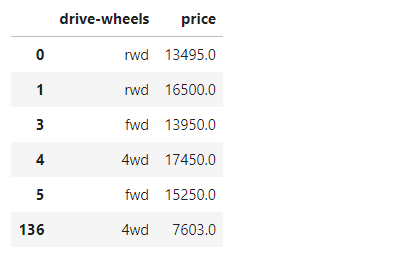 drive-wheels price
0 rwd 13495.0
1 rwd 16500.0
3 fwd 13950.0
4 4wd 17450.0
5 fwd 15250.0
136 4wd 7603.0